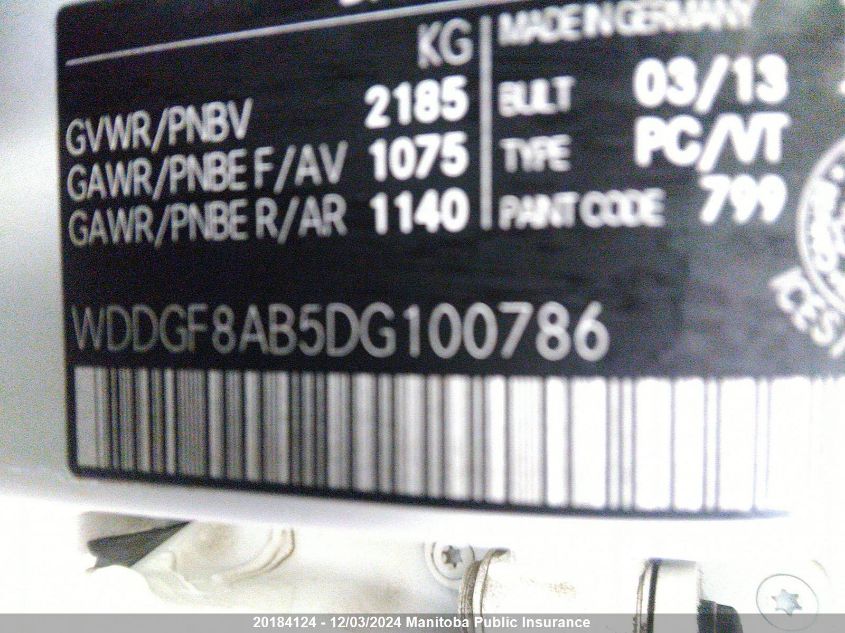 KG
GVWR/PNBV 2185
GAWR/PNBE F/AV 1075
GAWR/PNBE R/AR 1140
MADE IN GERMANY
BUILT 03/13
TYPE PC/VT
PAINT CODE 799
WDDGF8AB5DG100786
20184124 - 12/03/2024 Manitoba Public Insurance